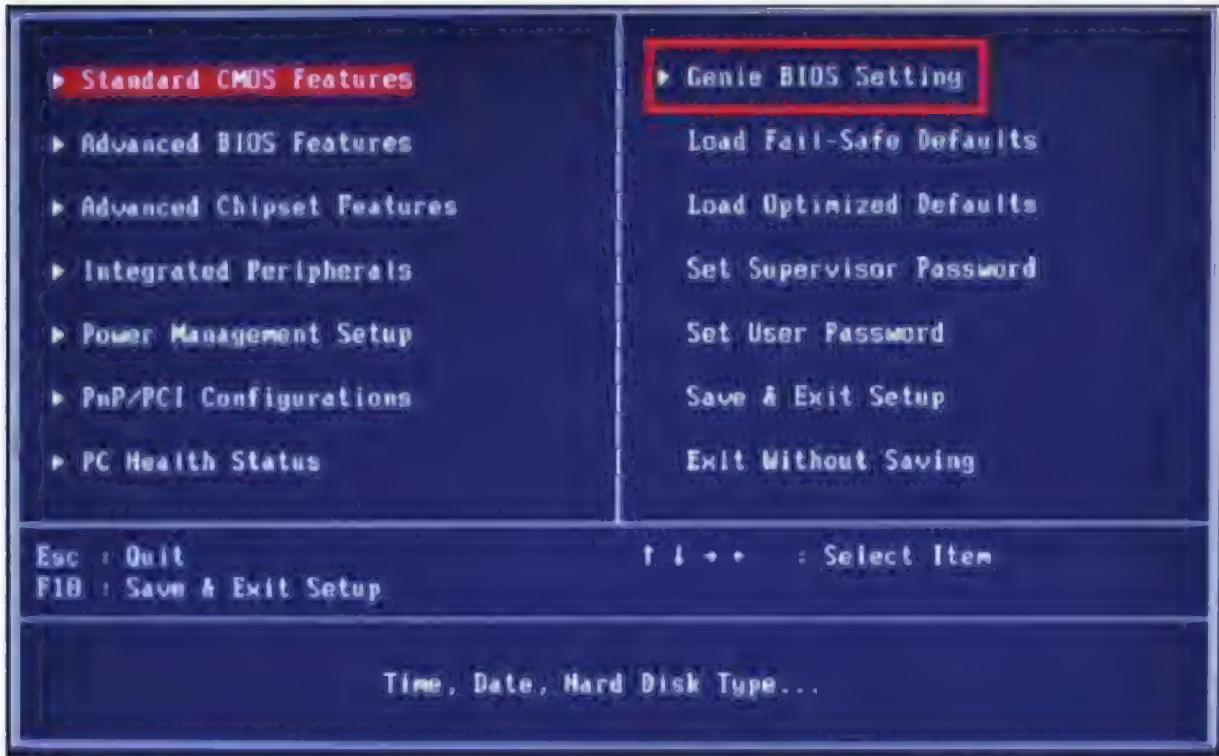 Standard CMOS Features
Advanced BIOS Features
Advanced Chipset Features
Integrated Peripherals
Power Management Setup
PnP/PCI Configurations
PC Health Status
Genie BIOS Setting
Load Fail-Safe Defaults
Load Optimized Defaults
Set Supervisor Password
Set User Password
Save & Exit Setup
Exit Without Saving
Esc : Quit
F10 : Save & Exit Setup
↑ ↓ → ← : Select Item
Time, Date, Hard Disk Type...